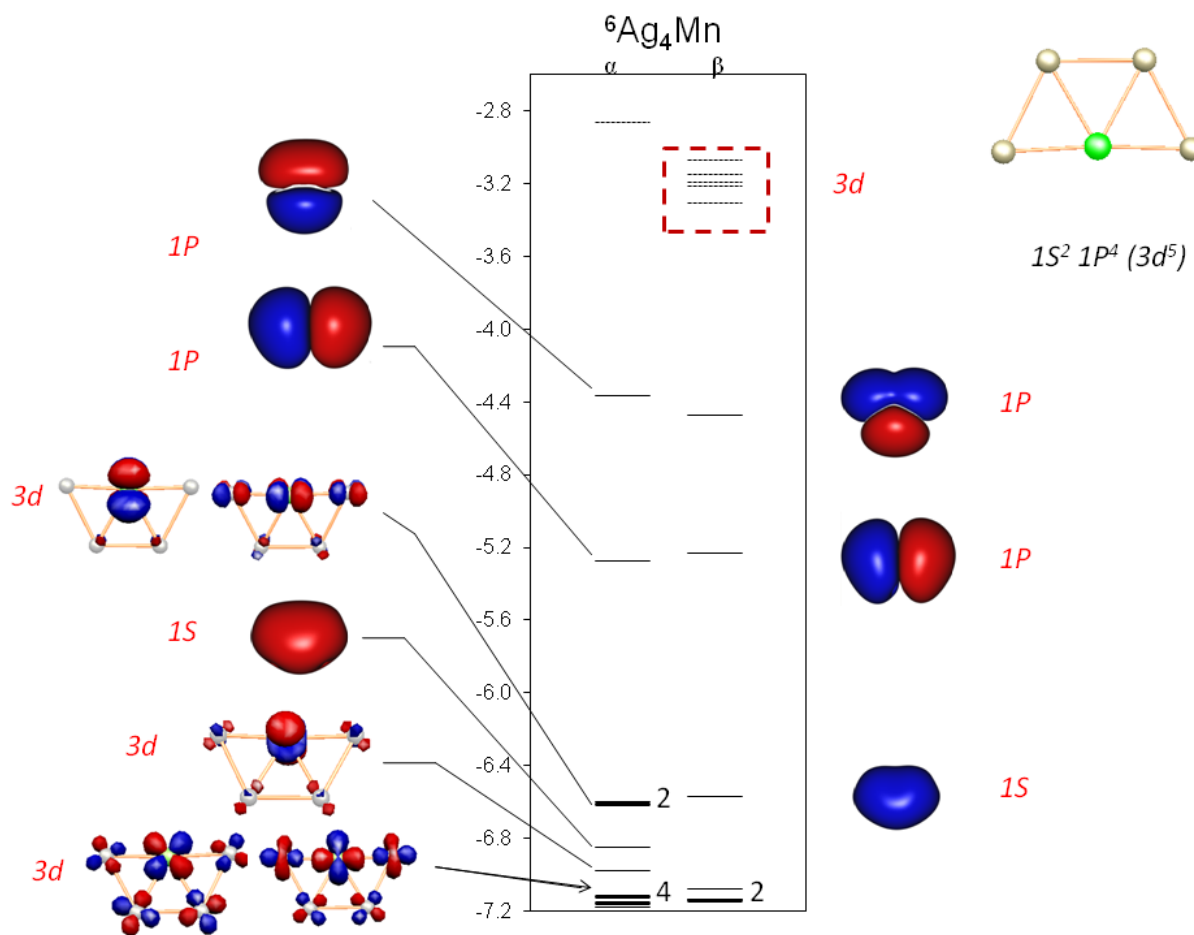 ⁶Ag₄Mn
α β
-2.8
-3.2
3d
1S² 1P⁴ (3d⁵)
1P
-3.6
1P
-4.0
-4.4
1P
-4.8
3d
-5.2
1P
-5.6
1S
-6.0
3d
-6.4
2
1S
-6.8
3d
4 2
-7.2